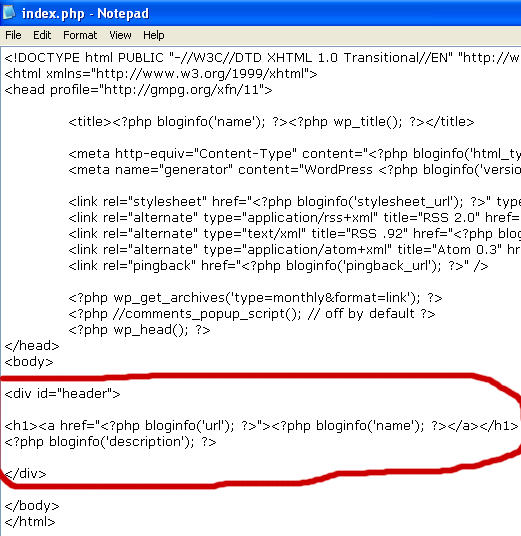 index.php - Notepad
File Edit Format View Help
<!DOCTYPE html PUBLIC "-//W3C//DTD XHTML 1.0 Transitional//EN" "http://w
<html xmlns="http://www.w3.org/1999/xhtml">
<head profile="http://gmpg.org/xfn/11">
<title><?php bloginfo('name'); ?><?php wp_title(); ?></title>
<meta http-equiv="Content-Type" content="<?php bloginfo('html_ty
<meta name="generator" content="WordPress <?php bloginfo('versio
<link rel="stylesheet" href="<?php bloginfo('stylesheet_url'); ?>" type
<link rel="alternate" type="application/rss+xml" title="RSS 2.0" href=
<link rel="alternate" type="text/xml" title="RSS .92" href="<?php blog
<link rel="alternate" type="application/atom+xml" title="Atom 0.3" h
<link rel="pingback" href="<?php bloginfo('pingback_url'); ?>" />
<?php wp_get_archives('type=monthly&format=link'); ?>
<?php //comments_popup_script(); // off by default ?>
<?php wp_head(); ?>
</head>
<body>
<div id="header">
<h1><a href="<?php bloginfo('url'); ?>"><?php bloginfo('name'); ?></a></h1>
<?php bloginfo('description'); ?>
</div>
</body>
</html>